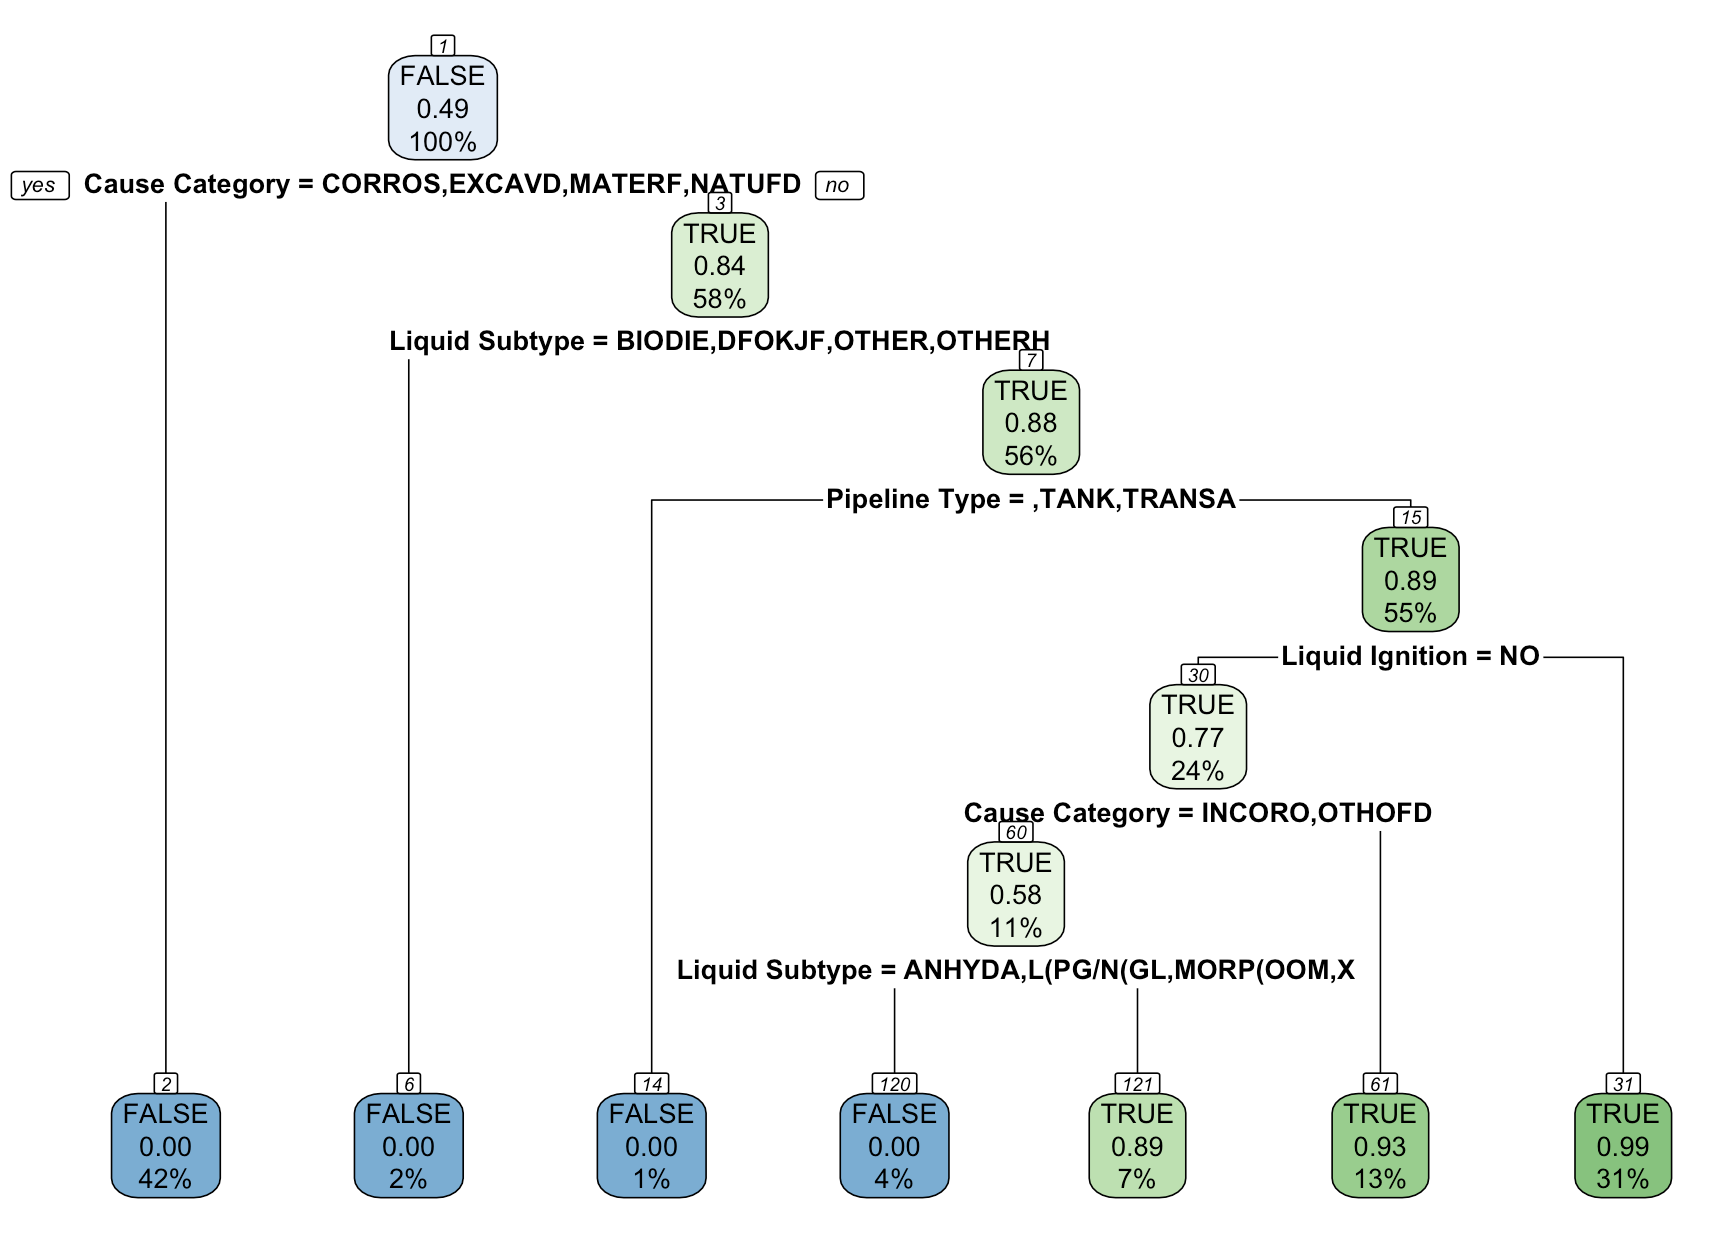 1
FALSE
0.49
100%
yes Cause Category = CORROS,EXCAVD,MATERF,NATUFD no
3
TRUE
0.84
58%
Liquid Subtype = BIODIE,DFOKJF,OTHER,OTHERH
7
TRUE
0.88
56%
Pipeline Type = ,TANK,TRANSA
15
TRUE
0.89
55%
Liquid Ignition = NO
30
TRUE
0.77
24%
Cause Category = INCORO,OTHOFD
60
TRUE
0.58
11%
Liquid Subtype = ANHYDA,L(PG/N(GL,MORP(OOM,X
2 6 14 120 121 61 31
FALSE FALSE FALSE FALSE TRUE TRUE TRUE
0.00 0.00 0.00 0.00 0.89 0.93 0.99
42% 2% 1% 4% 7% 13% 31%